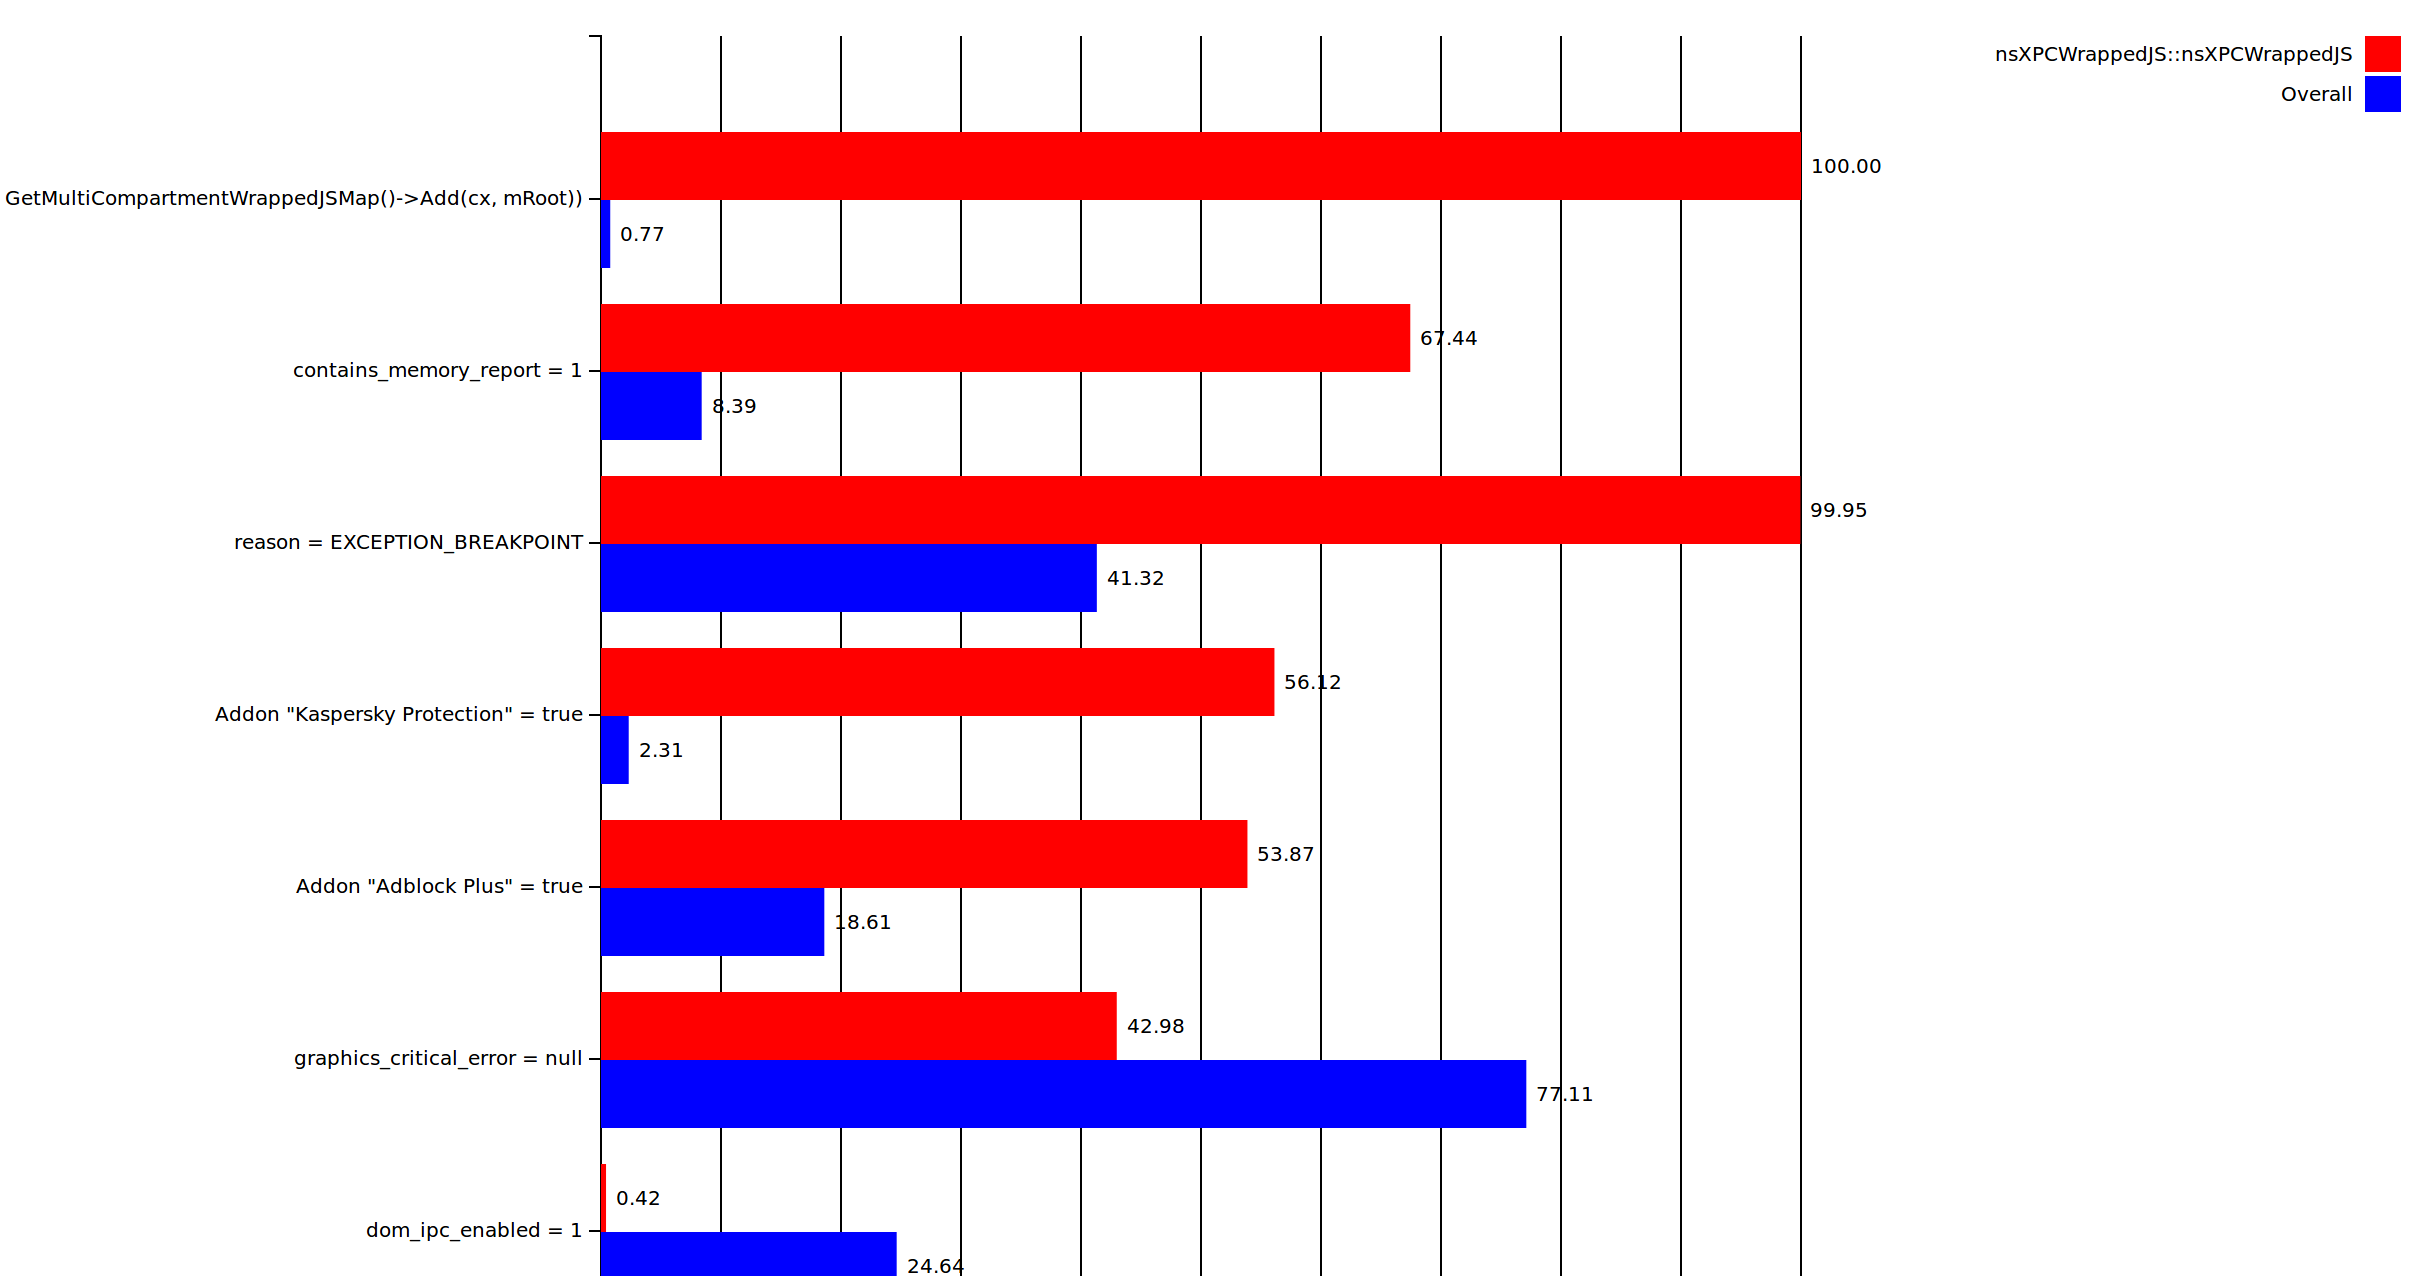 nsXPCWrappedJS::nsXPCWrappedJS
Overall
GetMultiCompartmentWrappedJSMap()->Add(cx, mRoot))
100.00
0.77
contains_memory_report = 1
67.44
8.39
reason = EXCEPTION_BREAKPOINT
99.95
41.32
Addon "Kaspersky Protection" = true
56.12
2.31
Addon "Adblock Plus" = true
53.87
18.61
graphics_critical_error = null
42.98
77.11
dom_ipc_enabled = 1
0.42
24.64